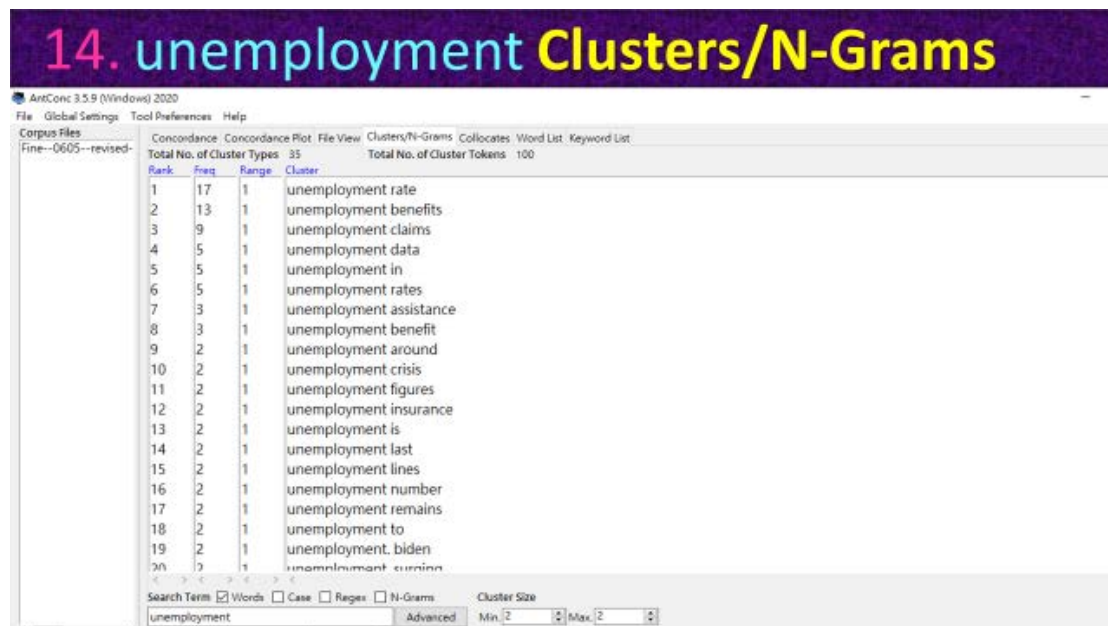 14. unemployment Clusters/N-Grams
AntConc 3.5.9 (Windows) 2020
File Global Settings Tool Preferences Help
Corpus Files
Fine--0605--revised-
Concordance Concordance Plot File View Clusters/N-Grams Collocates Word List Keyword List
Total No. of Cluster Types 35 Total No. of Cluster Tokens 100
Rank Freq Range Cluster
1 17 1 unemployment rate
2 13 1 unemployment benefits
3 9 1 unemployment claims
4 5 1 unemployment data
5 5 1 unemployment in
6 5 1 unemployment rates
7 3 1 unemployment assistance
8 3 1 unemployment benefit
9 2 1 unemployment around
10 2 1 unemployment crisis
11 2 1 unemployment figures
12 2 1 unemployment insurance
13 2 1 unemployment is
14 2 1 unemployment last
15 2 1 unemployment lines
16 2 1 unemployment number
17 2 1 unemployment remains
18 2 1 unemployment to
19 2 1 unemployment. biden
20 2 1 unemployment surging
Search Term Words Case Regex N-Grams Cluster Size
unemployment Advanced Min. 2 Max. 2